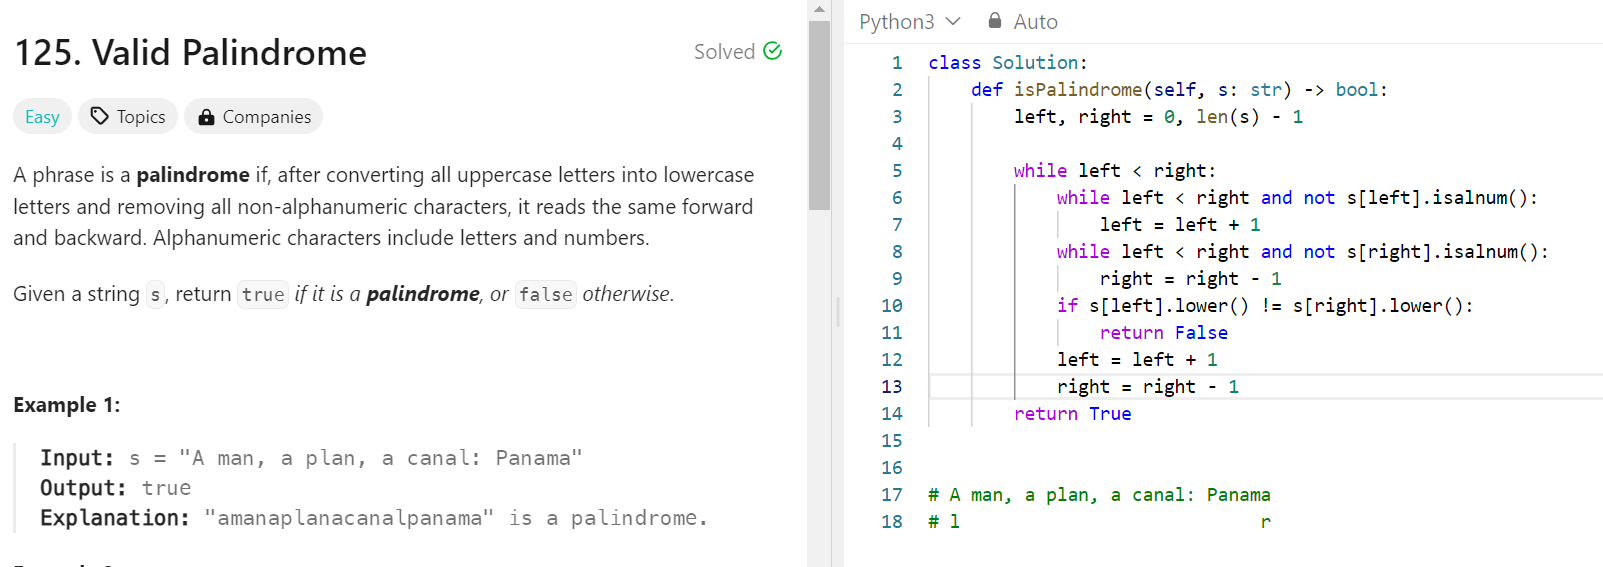 125. Valid Palindrome
Solved
Easy
Topics
Companies
A phrase is a palindrome if, after converting all uppercase letters into lowercase
letters and removing all non-alphanumeric characters, it reads the same forward
and backward. Alphanumeric characters include letters and numbers.
Given a string s, return true if it is a palindrome, or false otherwise.
Example 1:
Input: s = "A man, a plan, a canal: Panama"
Output: true
Explanation: "amanaplanacanalpanama" is a palindrome.
Python3
Auto
1 class Solution:
2     def isPalindrome(self, s: str) -> bool:
3         left, right = 0, len(s) - 1
4
5         while left < right:
6             while left < right and not s[left].isalnum():
7                 left = left + 1
8             while left < right and not s[right].isalnum():
9                 right = right - 1
10             if s[left].lower() != s[right].lower():
11                 return False
12             left = left + 1
13             right = right - 1
14         return True
15
16
17 # A man, a plan, a canal: Panama
18 # l                            r